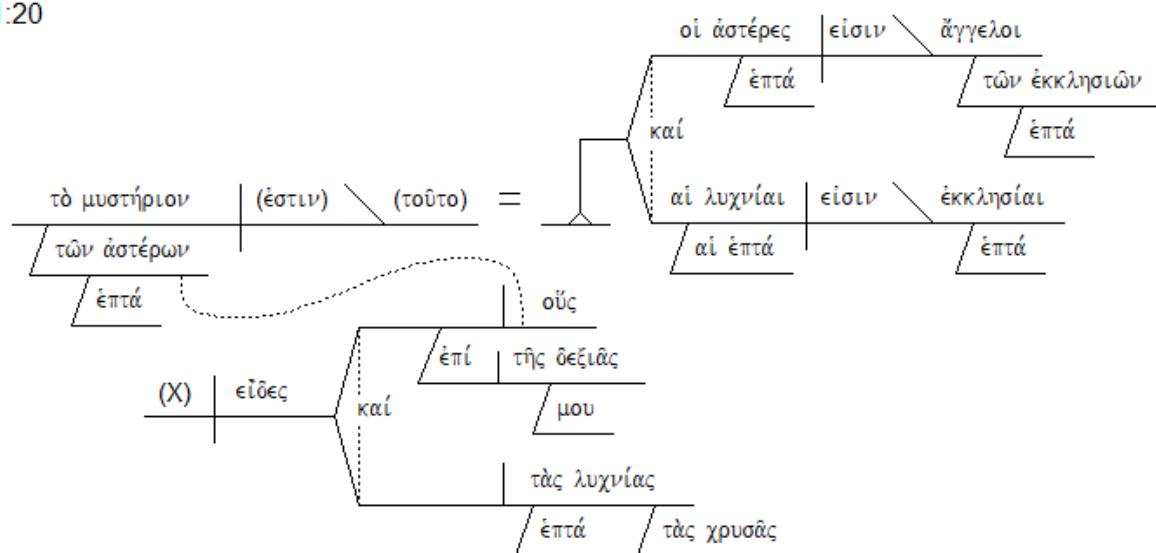 :20
οἱ ἀστέρες εἰσιν ἄγγελοι
ἑπτά τῶν ἐκκλησιῶν
ἑπτά
καί
τὸ μυστήριον (ἐστιν) (τοῦτο) =
αἱ λυχνίαι εἰσιν ἐκκλησίαι
αἱ ἑπτά ἑπτά
τῶν ἀστέρων
ἑπτά
οὕς
ἐπί τῆς δεξιᾶς
μου
(X) εἶδες
καί
τὰς λυχνίας
ἑπτά τὰς χρυσᾶς